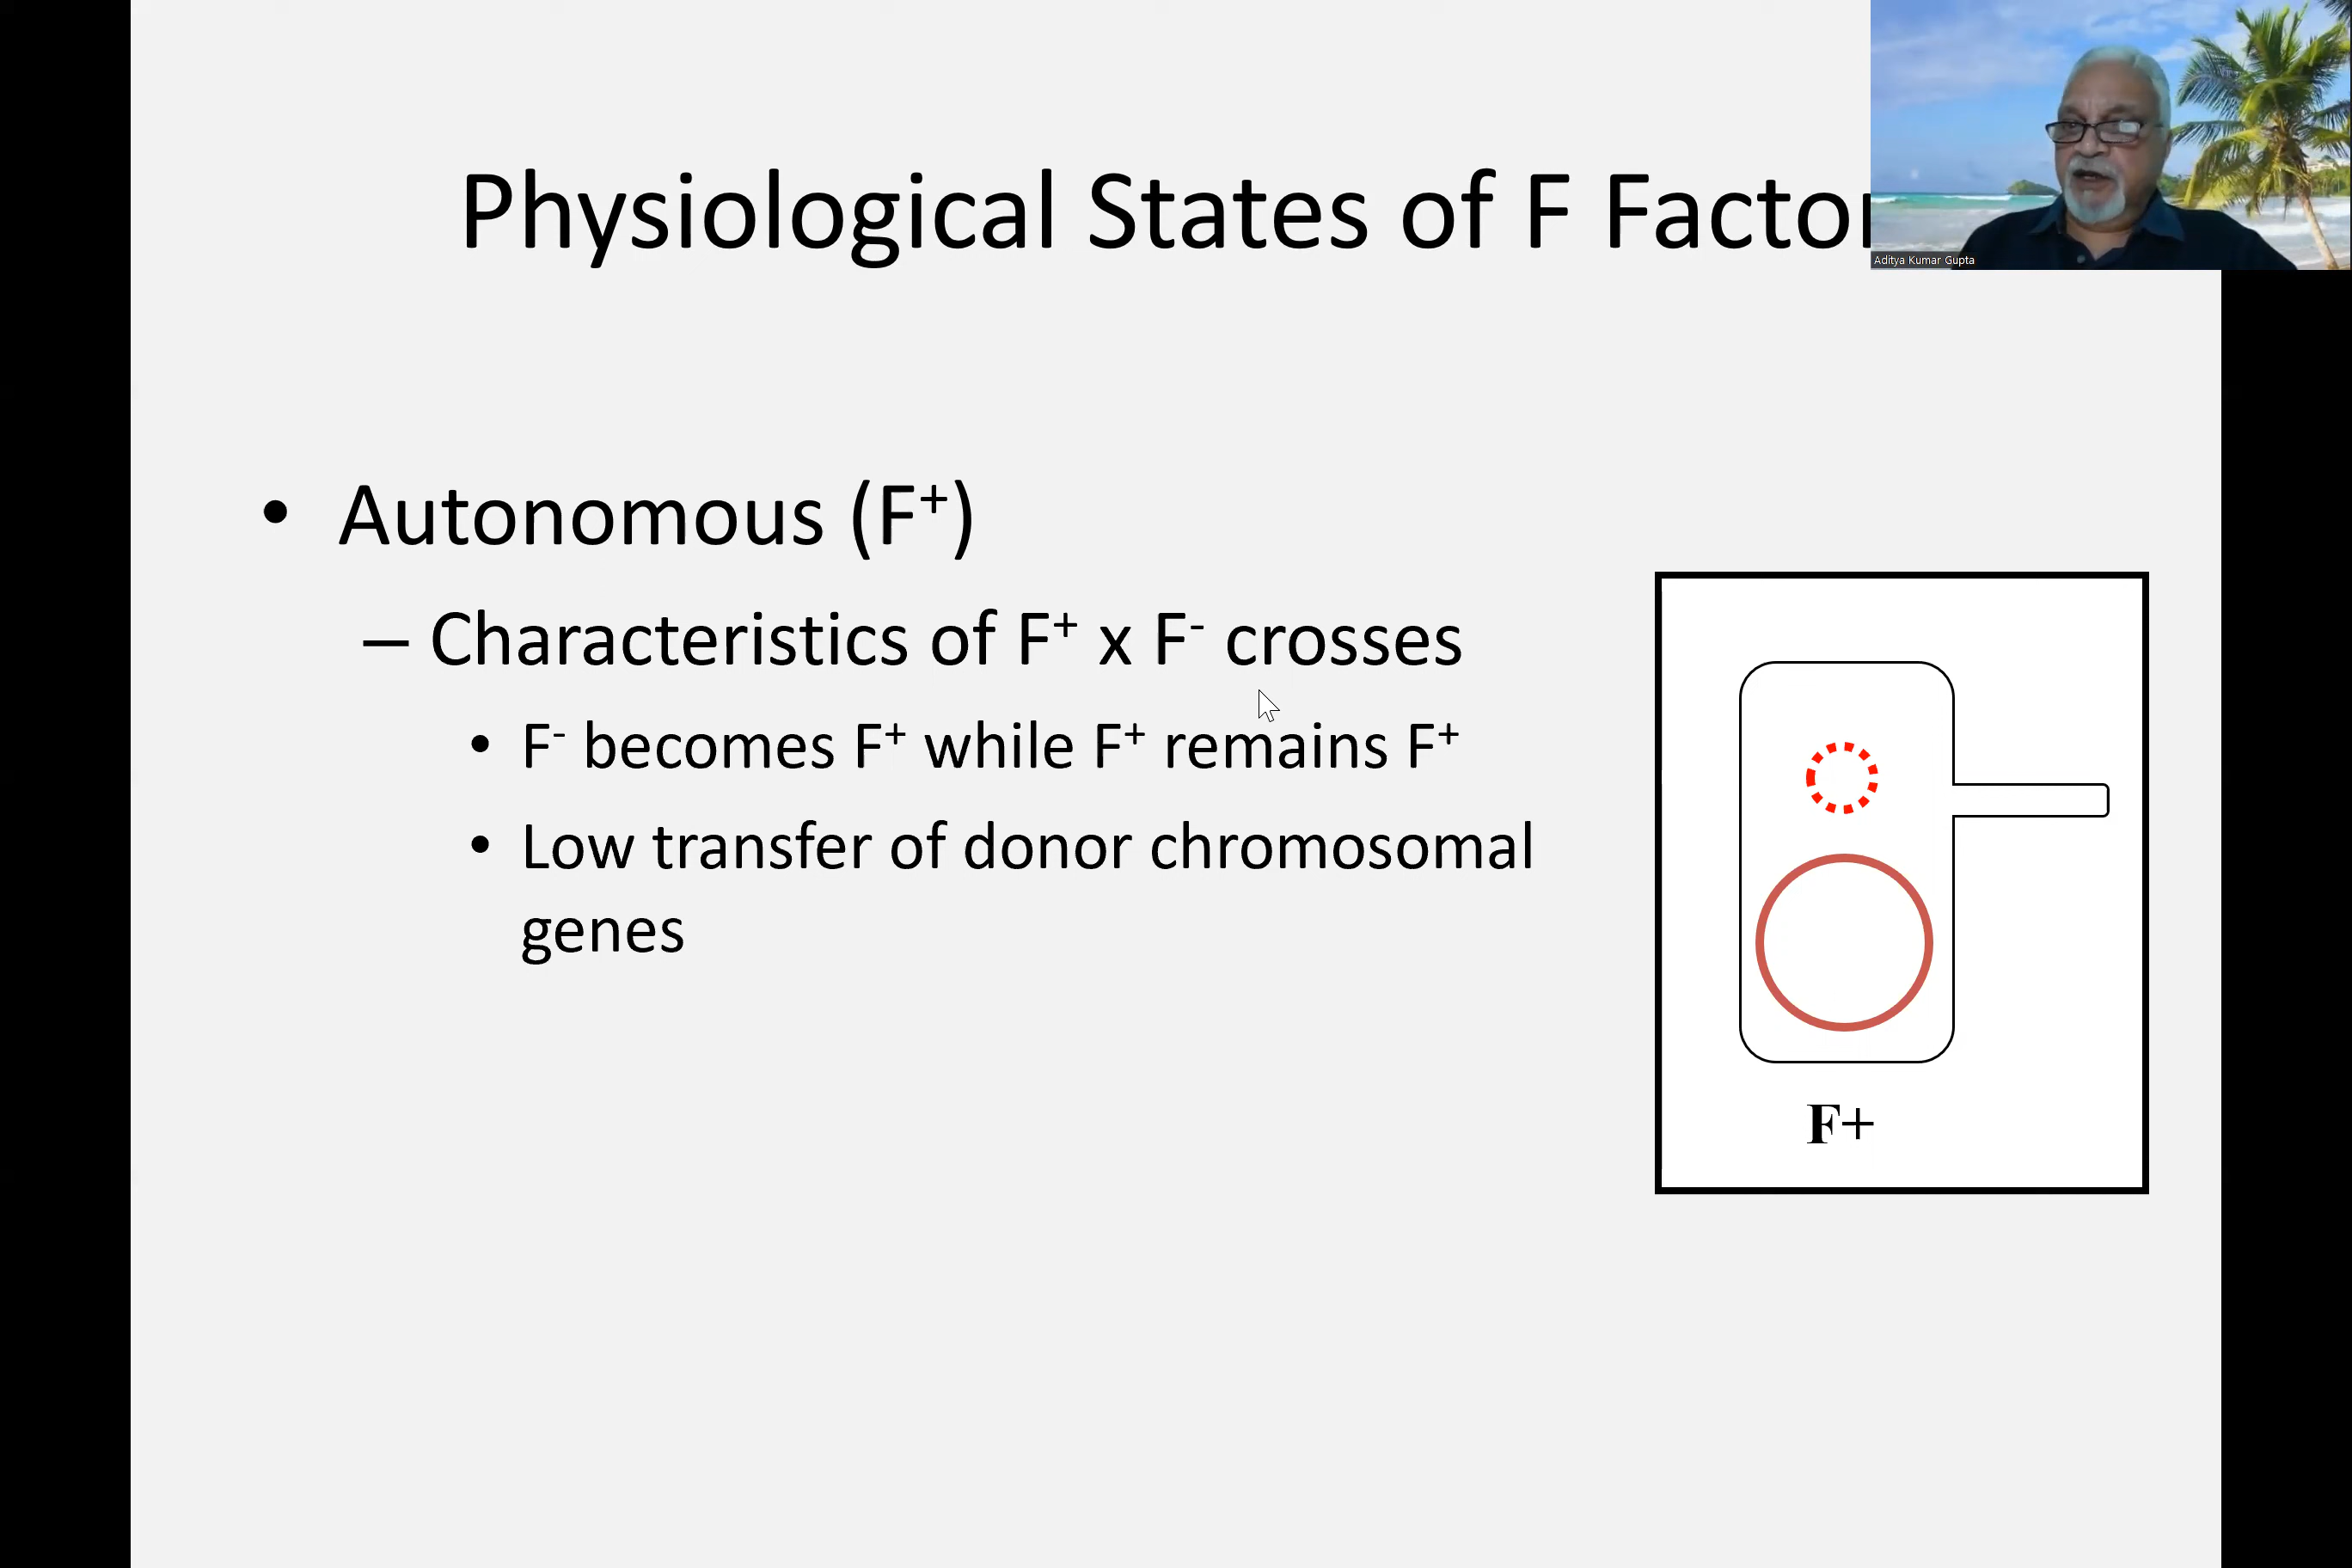 Physiological States of F Factor
Aditya Kumar Gupta
• Autonomous (F⁺)
– Characteristics of F⁺ x F⁻ crosses
• F⁻ becomes F⁺ while F⁺ remains F⁺
• Low transfer of donor chromosomal
genes
F+